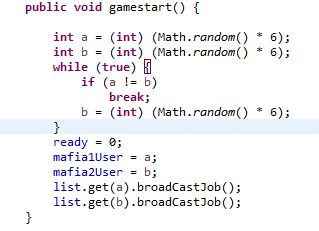 public void gamestart() {
int a = (int) (Math.random() * 6);
int b = (int) (Math.random() * 6);
while (true) {
if (a != b)
break;
b = (int) (Math.random() * 6);
}
ready = 0;
mafia1User = a;
mafia2User = b;
list.get(a).broadCastJob();
list.get(b).broadCastJob();
}